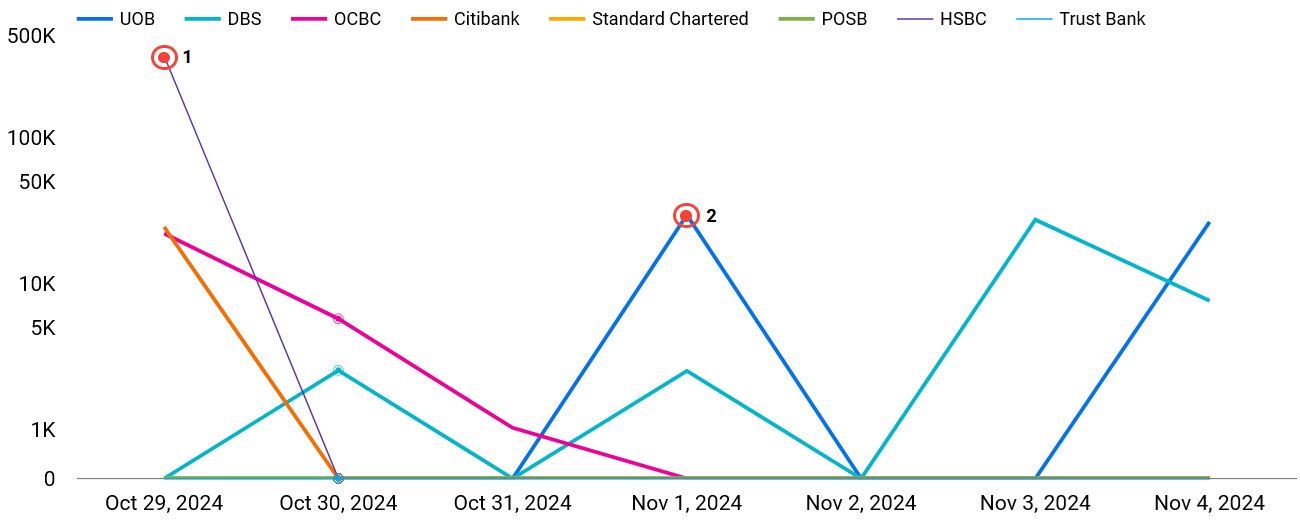 UOB DBS OCBC Citibank Standard Chartered POSB HSBC Trust Bank
500K
1
100K
50K
2
10K
5K
1K
0
Oct 29, 2024 Oct 30, 2024 Oct 31, 2024 Nov 1, 2024 Nov 2, 2024 Nov 3, 2024 Nov 4, 2024